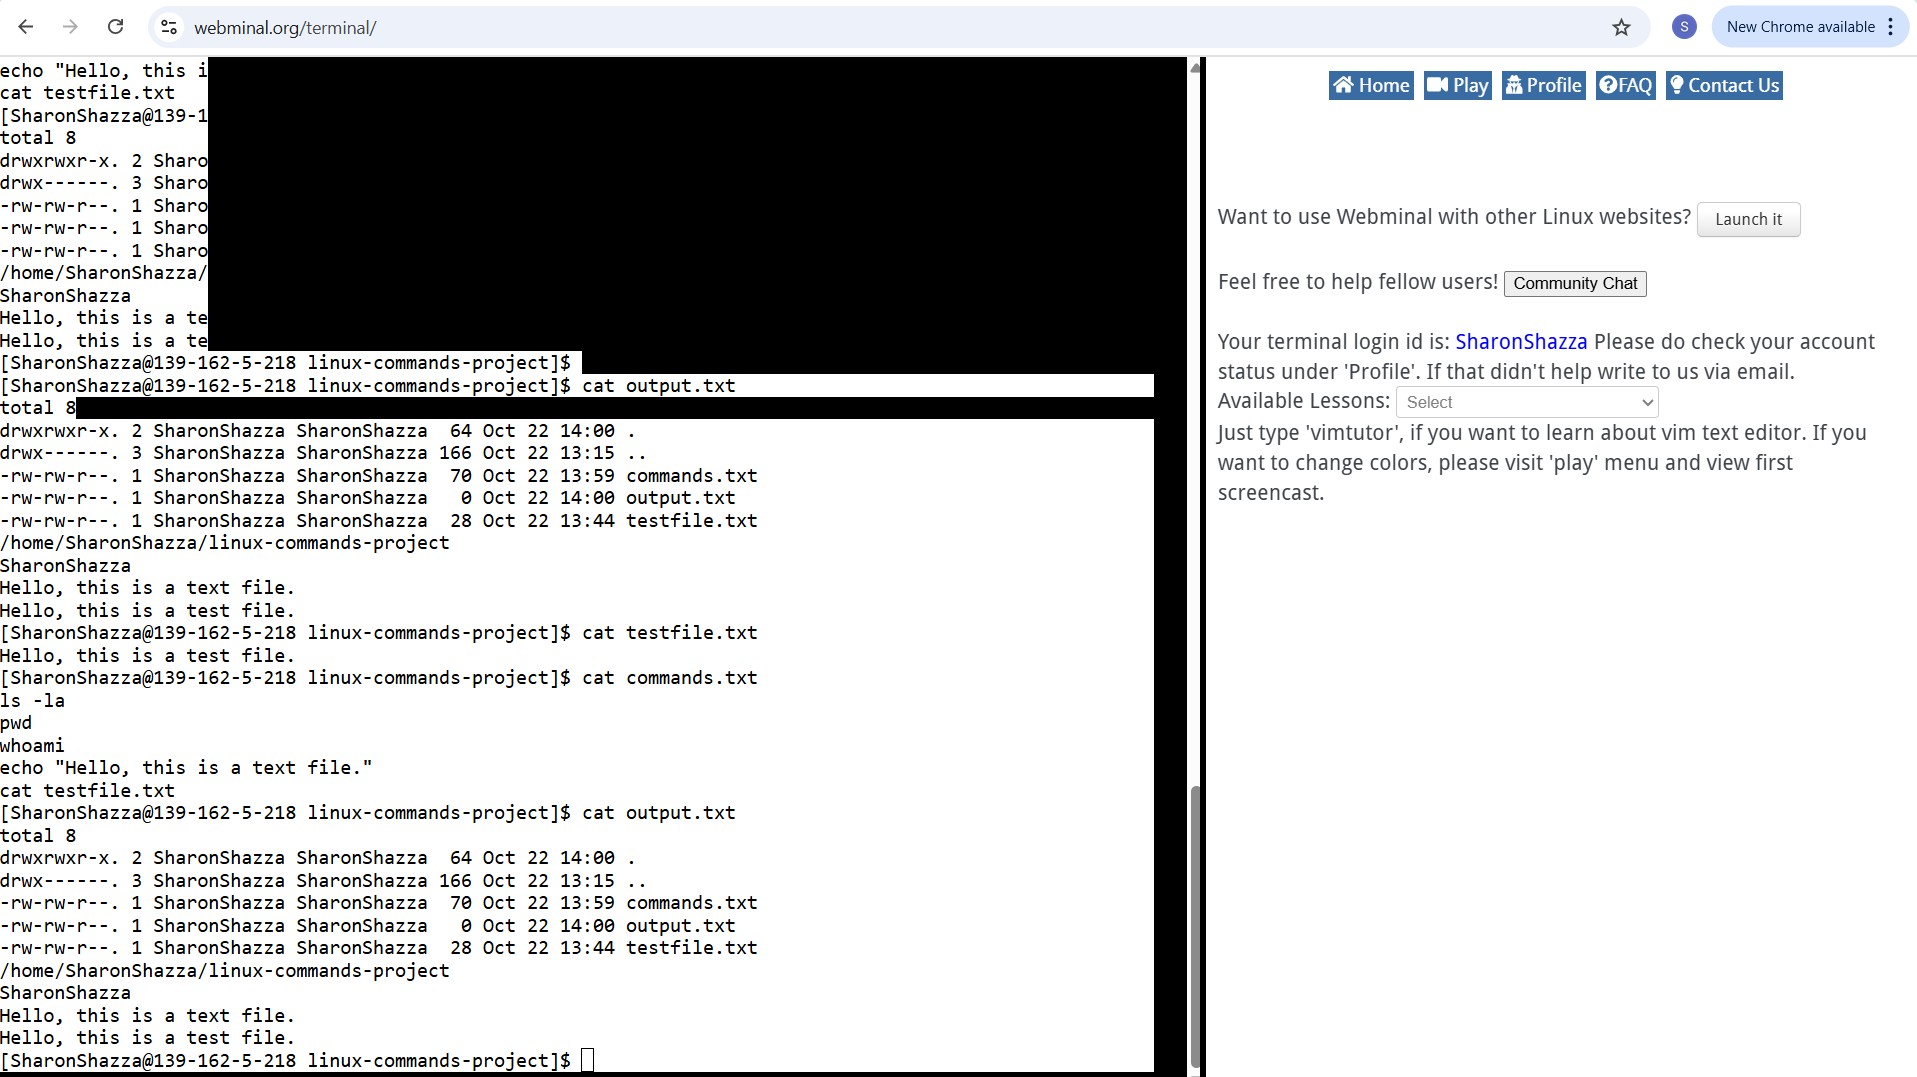 webminal.org/terminal/
S
New Chrome available
echo "Hello, this i
cat testfile.txt
[SharonShazza@139-1
total 8
drwxrwxr-x. 2 Sharo
drwx------. 3 Sharo
-rw-rw-r--. 1 Sharo
-rw-rw-r--. 1 Sharo
-rw-rw-r--. 1 Sharo
/home/SharonShazza/
SharonShazza
Hello, this is a te
Hello, this is a te
[SharonShazza@139-162-5-218 linux-commands-project]$
[SharonShazza@139-162-5-218 linux-commands-project]$ cat output.txt
total 8
drwxrwxr-x. 2 SharonShazza SharonShazza  64 Oct 22 14:00 .
drwx------. 3 SharonShazza SharonShazza 166 Oct 22 13:15 ..
-rw-rw-r--. 1 SharonShazza SharonShazza  70 Oct 22 13:59 commands.txt
-rw-rw-r--. 1 SharonShazza SharonShazza   0 Oct 22 14:00 output.txt
-rw-rw-r--. 1 SharonShazza SharonShazza  28 Oct 22 13:44 testfile.txt
/home/SharonShazza/linux-commands-project
SharonShazza
Hello, this is a text file.
Hello, this is a test file.
[SharonShazza@139-162-5-218 linux-commands-project]$ cat testfile.txt
Hello, this is a test file.
[SharonShazza@139-162-5-218 linux-commands-project]$ cat commands.txt
ls -la
pwd
whoami
echo "Hello, this is a text file."
cat testfile.txt
[SharonShazza@139-162-5-218 linux-commands-project]$ cat output.txt
total 8
drwxrwxr-x. 2 SharonShazza SharonShazza  64 Oct 22 14:00 .
drwx------. 3 SharonShazza SharonShazza 166 Oct 22 13:15 ..
-rw-rw-r--. 1 SharonShazza SharonShazza  70 Oct 22 13:59 commands.txt
-rw-rw-r--. 1 SharonShazza SharonShazza   0 Oct 22 14:00 output.txt
-rw-rw-r--. 1 SharonShazza SharonShazza  28 Oct 22 13:44 testfile.txt
/home/SharonShazza/linux-commands-project
SharonShazza
Hello, this is a text file.
Hello, this is a test file.
[SharonShazza@139-162-5-218 linux-commands-project]$
Home Play Profile FAQ Contact Us
Want to use Webminal with other Linux websites? Launch it
Feel free to help fellow users! Community Chat
Your terminal login id is: SharonShazza Please do check your account
status under 'Profile'. If that didn't help write to us via email.
Available Lessons: Select
Just type 'vimtutor', if you want to learn about vim text editor. If you
want to change colors, please visit 'play' menu and view first
screencast.